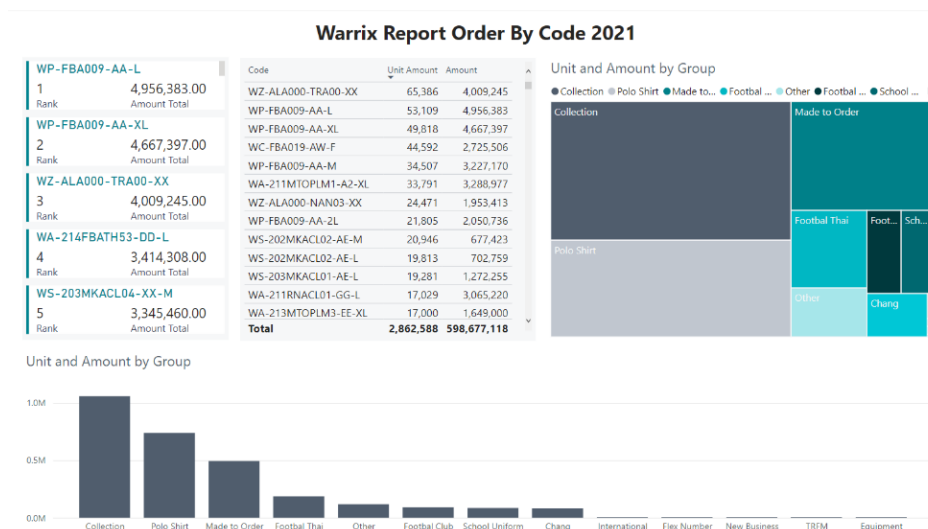 Warrix Report Order By Code 2021
WP-FBA009-AA-L
1 4,956,383.00
Rank Amount Total
WP-FBA009-AA-XL
2 4,667,397.00
Rank Amount Total
WZ-ALA000-TRA00-XX
3 4,009,245.00
Rank Amount Total
WA-214FBATH53-DD-L
4 3,414,308.00
Rank Amount Total
WS-203MKACL04-XX-M
5 3,345,460.00
Rank Amount Total
Code Unit Amount Amount
WZ-ALA000-TRA00-XX 65,386 4,009,245
WP-FBA009-AA-L 53,109 4,956,383
WP-FBA009-AA-XL 49,818 4,667,397
WC-FBA019-AW-F 44,592 2,725,506
WP-FBA009-AA-M 34,507 3,227,170
WA-211MTOPLM1-A2-XL 33,791 3,288,977
WZ-ALA000-NAN03-XX 24,471 1,953,413
WP-FBA009-AA-2L 21,805 2,050,736
WS-202MKACL02-AE-M 20,946 677,423
WS-202MKACL02-AE-L 19,813 702,759
WS-203MKACL01-AE-L 19,281 1,272,255
WA-211RNACL01-GG-L 17,029 3,065,220
WA-213MTOPLM3-EE-XL 17,000 1,649,000
Total 2,862,588 598,677,118
Unit and Amount by Group
Collection Polo Shirt Made to... Footbal ... Other Footbal ... School ...
Collection
Made to Order
Polo Shirt
Footbal Thai
Foot...
Sch...
Other
Chang
Unit and Amount by Group
1.0M
0.5M
0.0M
Collection Polo Shirt Made to Order Footbal Thai Other Footbal Club School Uniform Chang International Flex Number New Business TRFM Equipment